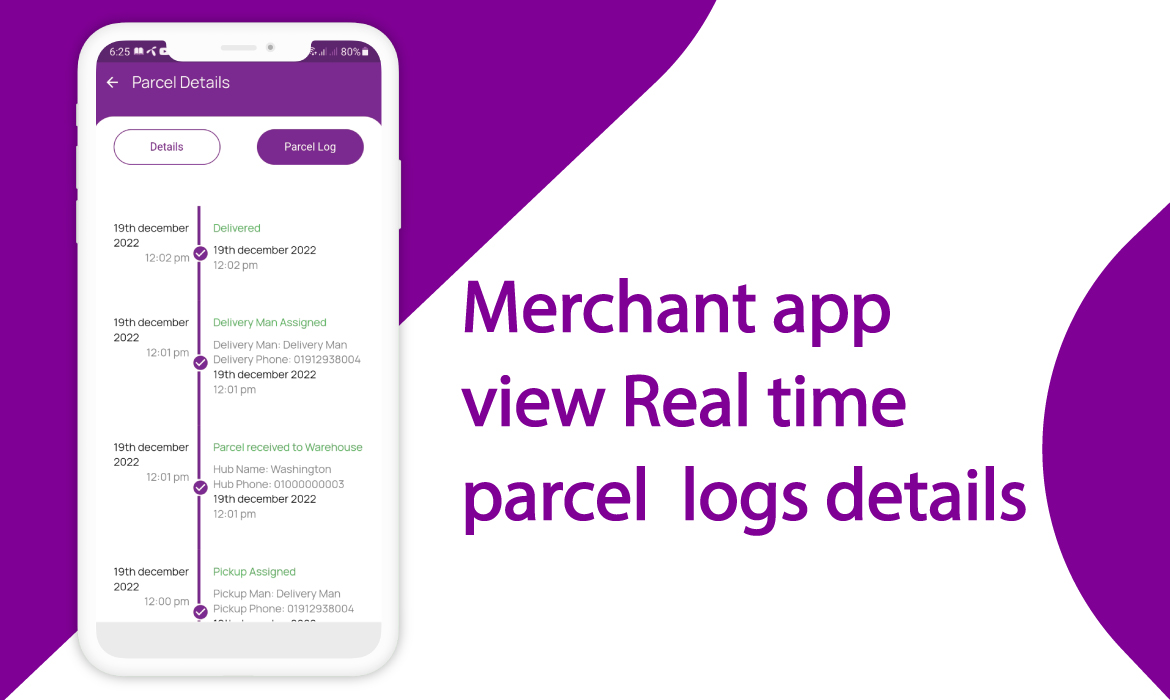 6:25
80%
Parcel Details
Details
Parcel Log
19th december
2022
12:02 pm
Delivered
19th december 2022
12:02 pm
19th december
2022
12:01 pm
Delivery Man Assigned
Delivery Man: Delivery Man
Delivery Phone: 01912938004
19th december 2022
12:01 pm
19th december
2022
12:01 pm
Parcel received to Warehouse
Hub Name: Washington
Hub Phone: 01000000003
19th december 2022
12:01 pm
19th december
2022
12:00 pm
Pickup Assigned
Pickup Man: Delivery Man
Pickup Phone: 01912938004
Merchant app
view Real time
parcel logs details